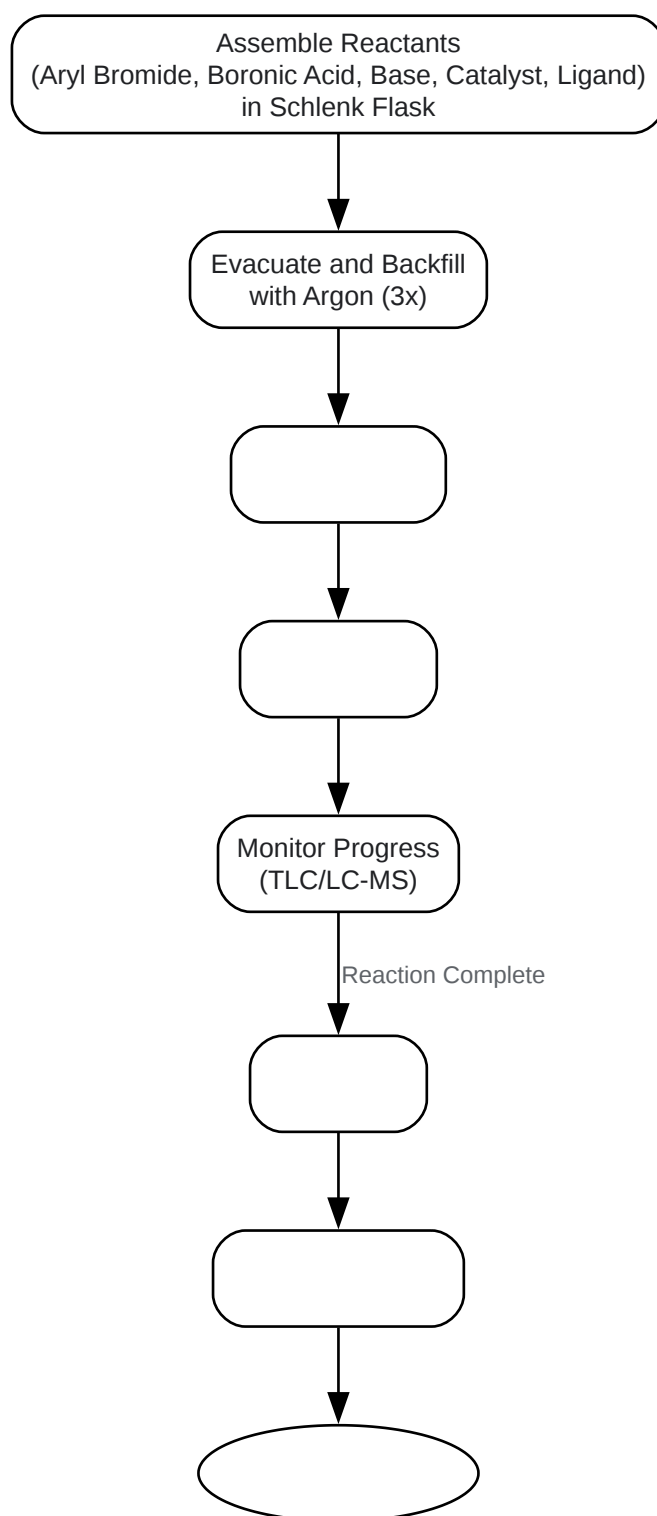 Assemble Reactants
(Aryl Bromide, Boronic Acid, Base, Catalyst, Ligand)
in Schlenk Flask
Evacuate and Backfill
with Argon (3x)
Monitor Progress
(TLC/LC-MS)
Reaction Complete